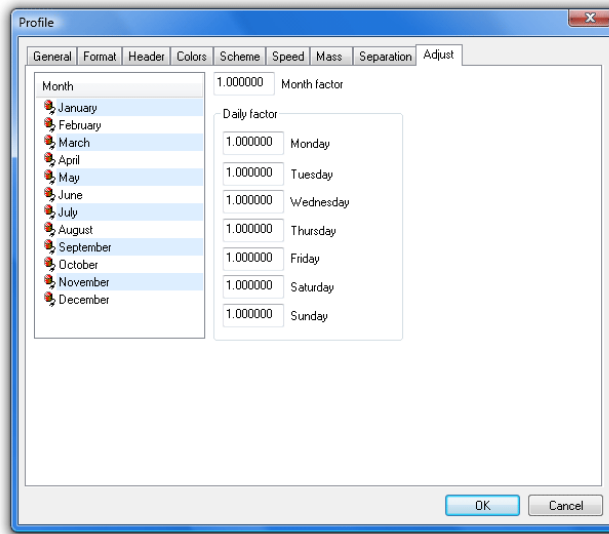 Profile
General Format Header Colors Scheme Speed Mass Separation Adjust
Month
January
February
March
April
May
June
July
August
September
October
November
December
1.000000 Month factor
Daily factor
1.000000 Monday
1.000000 Tuesday
1.000000 Wednesday
1.000000 Thursday
1.000000 Friday
1.000000 Saturday
1.000000 Sunday
OK Cancel